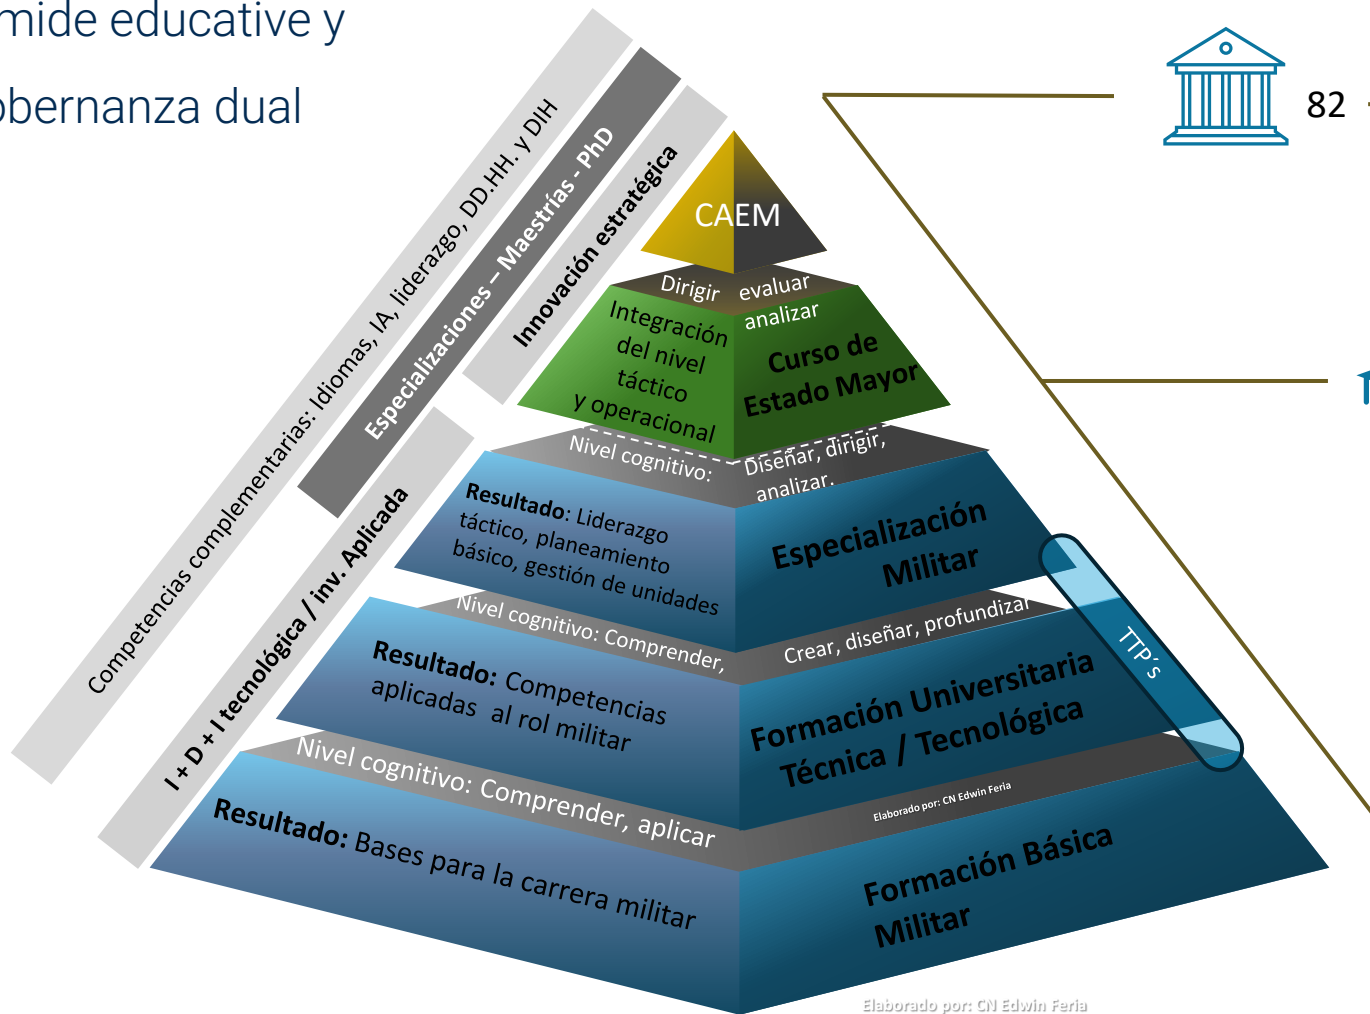 mide educative y
obernanza dual
82
Competencias complementarias: Idiomas, IA, liderazgo, DD.HH. y DIH
Especializaciones – Maestrías - PhD
Innovación estratégica
I + D + I tecnológica / inv. Aplicada
CAEM
Dirigir
evaluar
analizar
Integración
del nivel
táctico
y operacional
Curso de
Estado Mayor
Nivel cognitivo:
Diseñar, dirigir,
analizar.
Resultado: Liderazgo
táctico, planeamiento
básico, gestión de unidades
Especialización
Militar
Nivel cognitivo: Comprender,
Crear, diseñar, profundizar
TTP´s
Resultado: Competencias
aplicadas al rol militar
Formación Universitaria
Técnica / Tecnológica
Nivel cognitivo: Comprender, aplicar
Elaborado por: CN Edwin Feria
Resultado: Bases para la carrera militar
Formación Básica
Militar
Elaborado por: CN Edwin Feria